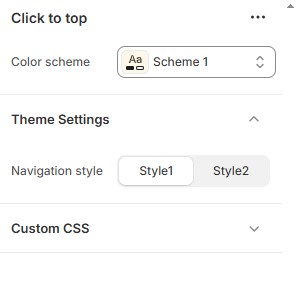 Click to top
Color scheme
Aa
Scheme 1
Theme Settings
Navigation style
Style1
Style2
Custom CSS